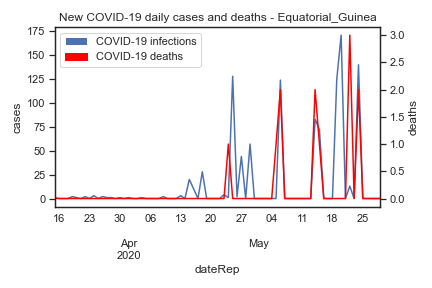 New COVID-19 daily cases and deaths - Equatorial_Guinea
COVID-19 infections
COVID-19 deaths
cases
175
150
125
100
75
50
25
0
3.0
2.5
2.0
1.5
1.0
0.5
0.0
deaths
16 23 30 06 13 20 27 04 11 18 25
Apr May
2020
dateRep